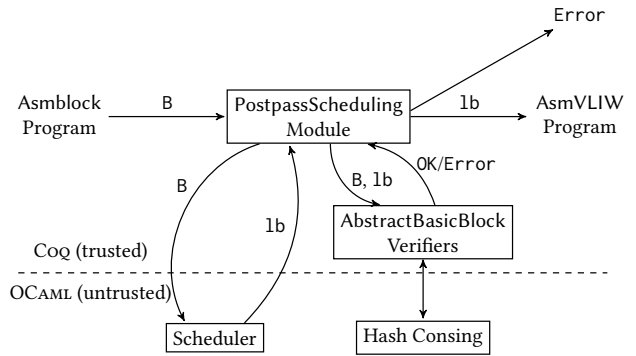 Error
Asmblock
Program
B
PostpassScheduling
Module
lb
AsmVLIW
Program
B
lb
B, lb
OK/Error
AbstractBasicBlock
Verifiers
COQ (trusted)
OCAML (untrusted)
Scheduler
Hash Consing